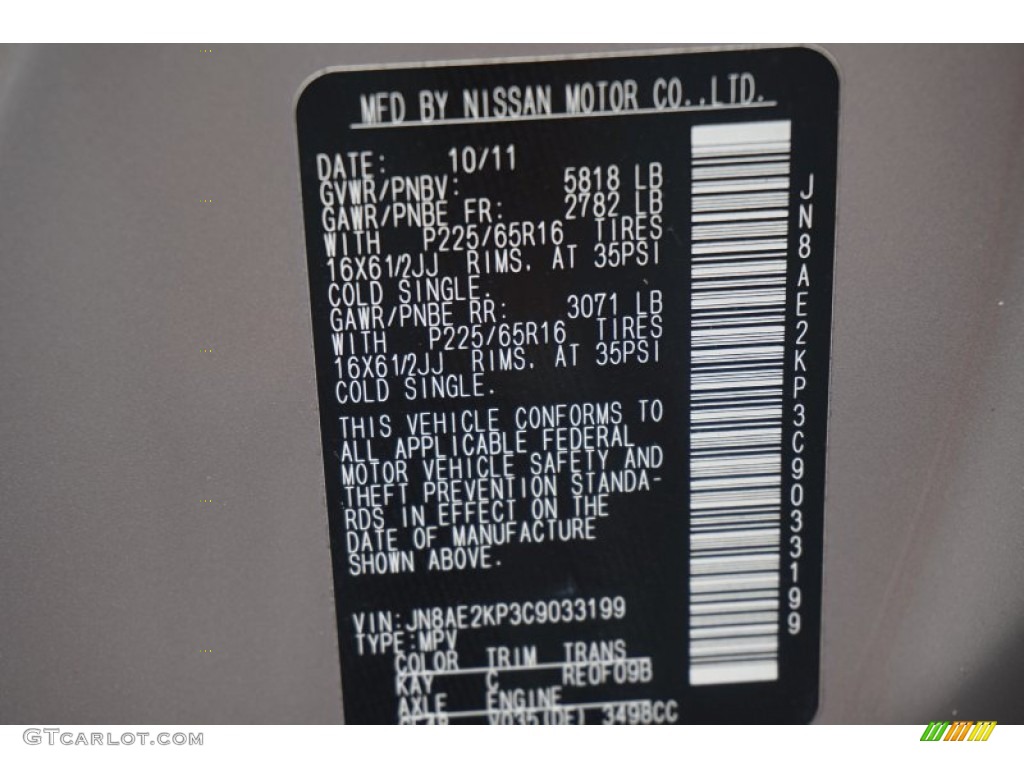 MFD BY NISSAN MOTOR CO.,LTD.
DATE: 10/11
GVWR/PNBV: 5818 LB
GAWR/PNBE FR: 2782 LB
WITH P225/65R16 TIRES
16X61/2JJ RIMS. AT 35PSI
COLD SINGLE.
GAWR/PNBE RR: 3071 LB
WITH P225/65R16 TIRES
16X61/2JJ RIMS. AT 35PSI
COLD SINGLE.
THIS VEHICLE CONFORMS TO
ALL APPLICABLE FEDERAL
MOTOR VEHICLE SAFETY AND
THEFT PREVENTION STANDA-
RDS IN EFFECT ON THE
DATE OF MANUFACTURE
SHOWN ABOVE.
VIN:JN8AE2KP3C9033199
TYPE:MPV
COLOR TRIM TRANS
KAY C RE0F09B
AXLE ENGINE
VQ35(DE) 3498CC
JN8AE2KP3C9033199
GTcarlot.com